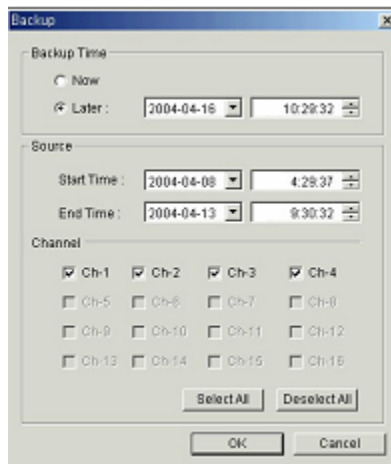 Backup
Backup Time
Now
Later : 2004-04-16 10:29:32
Source
Start Time : 2004-04-08 4:29:37
End Time : 2004-04-13 9:30:32
Channel
Ch-1 Ch-2 Ch-3 Ch-4
Ch-5 Ch-6 Ch-7 Ch-8
Ch-9 Ch-10 Ch-11 Ch-12
Ch-13 Ch-14 Ch-15 Ch-16
Select All Deselect All
OK Cancel